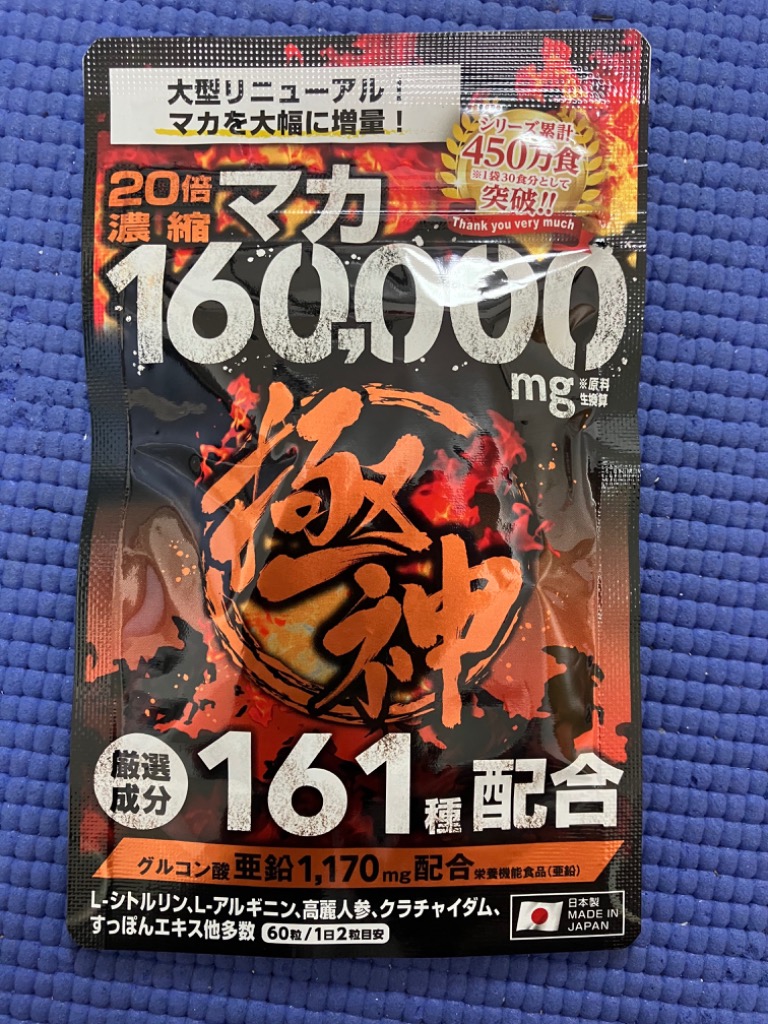 大型リニューアル！
マカを大幅に増量！
シリーズ累計
450万食
※1袋30食分として
突破!!
Thank you very much
20倍
濃縮
マカ
160,000
mg
※原料
生換算
極神
厳選
成分
161種配合
グルコン酸亜鉛1,170mg配合栄養機能食品(亜鉛)
L-シトルリン、L-アルギニン、高麗人参、クラチャイダム、
すっぽんエキス他多数 60粒/1日2粒目安
日本製
MADE IN
JAPAN